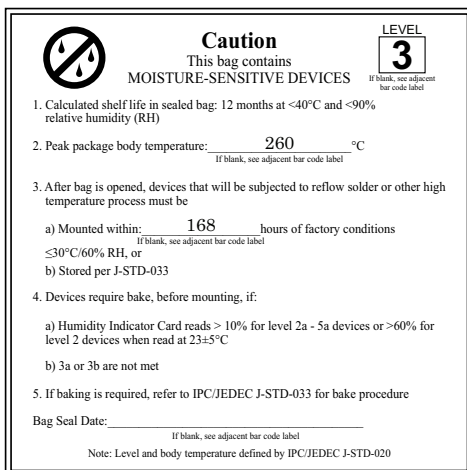 Caution
This bag contains
MOISTURE-SENSITIVE DEVICES
LEVEL
3
If blank, see adjacent
bar code label
1. Calculated shelf life in sealed bag: 12 months at <40°C and <90%
relative humidity (RH)
2. Peak package body temperature: 260 °C
If blank, see adjacent bar code label
3. After bag is opened, devices that will be subjected to reflow solder or other high
temperature process must be
a) Mounted within: 168 hours of factory conditions
If blank, see adjacent bar code label
≤30°C/60% RH, or
b) Stored per J-STD-033
4. Devices require bake, before mounting, if:
a) Humidity Indicator Card reads > 10% for level 2a - 5a devices or >60% for
level 2 devices when read at 23±5°C
b) 3a or 3b are not met
5. If baking is required, refer to IPC/JEDEC J-STD-033 for bake procedure
Bag Seal Date:
If blank, see adjacent bar code label
Note: Level and body temperature defined by IPC/JEDEC J-STD-020